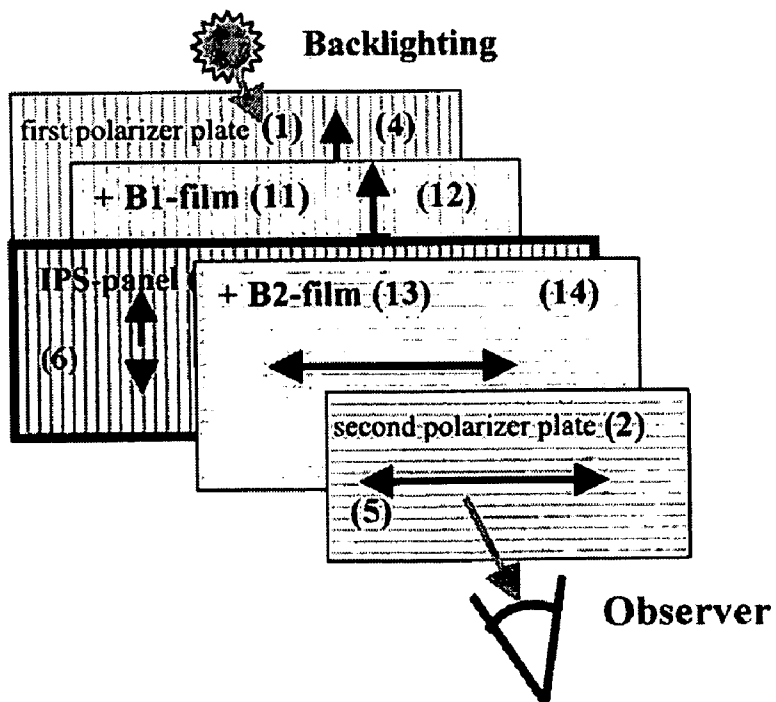 Backlighting
first polarizer plate (1) (4)
+ B1-film (11) (12)
IPS-panel (
+ B2-film (13) (14)
(6)
second polarizer plate (2)
(5)
Observer